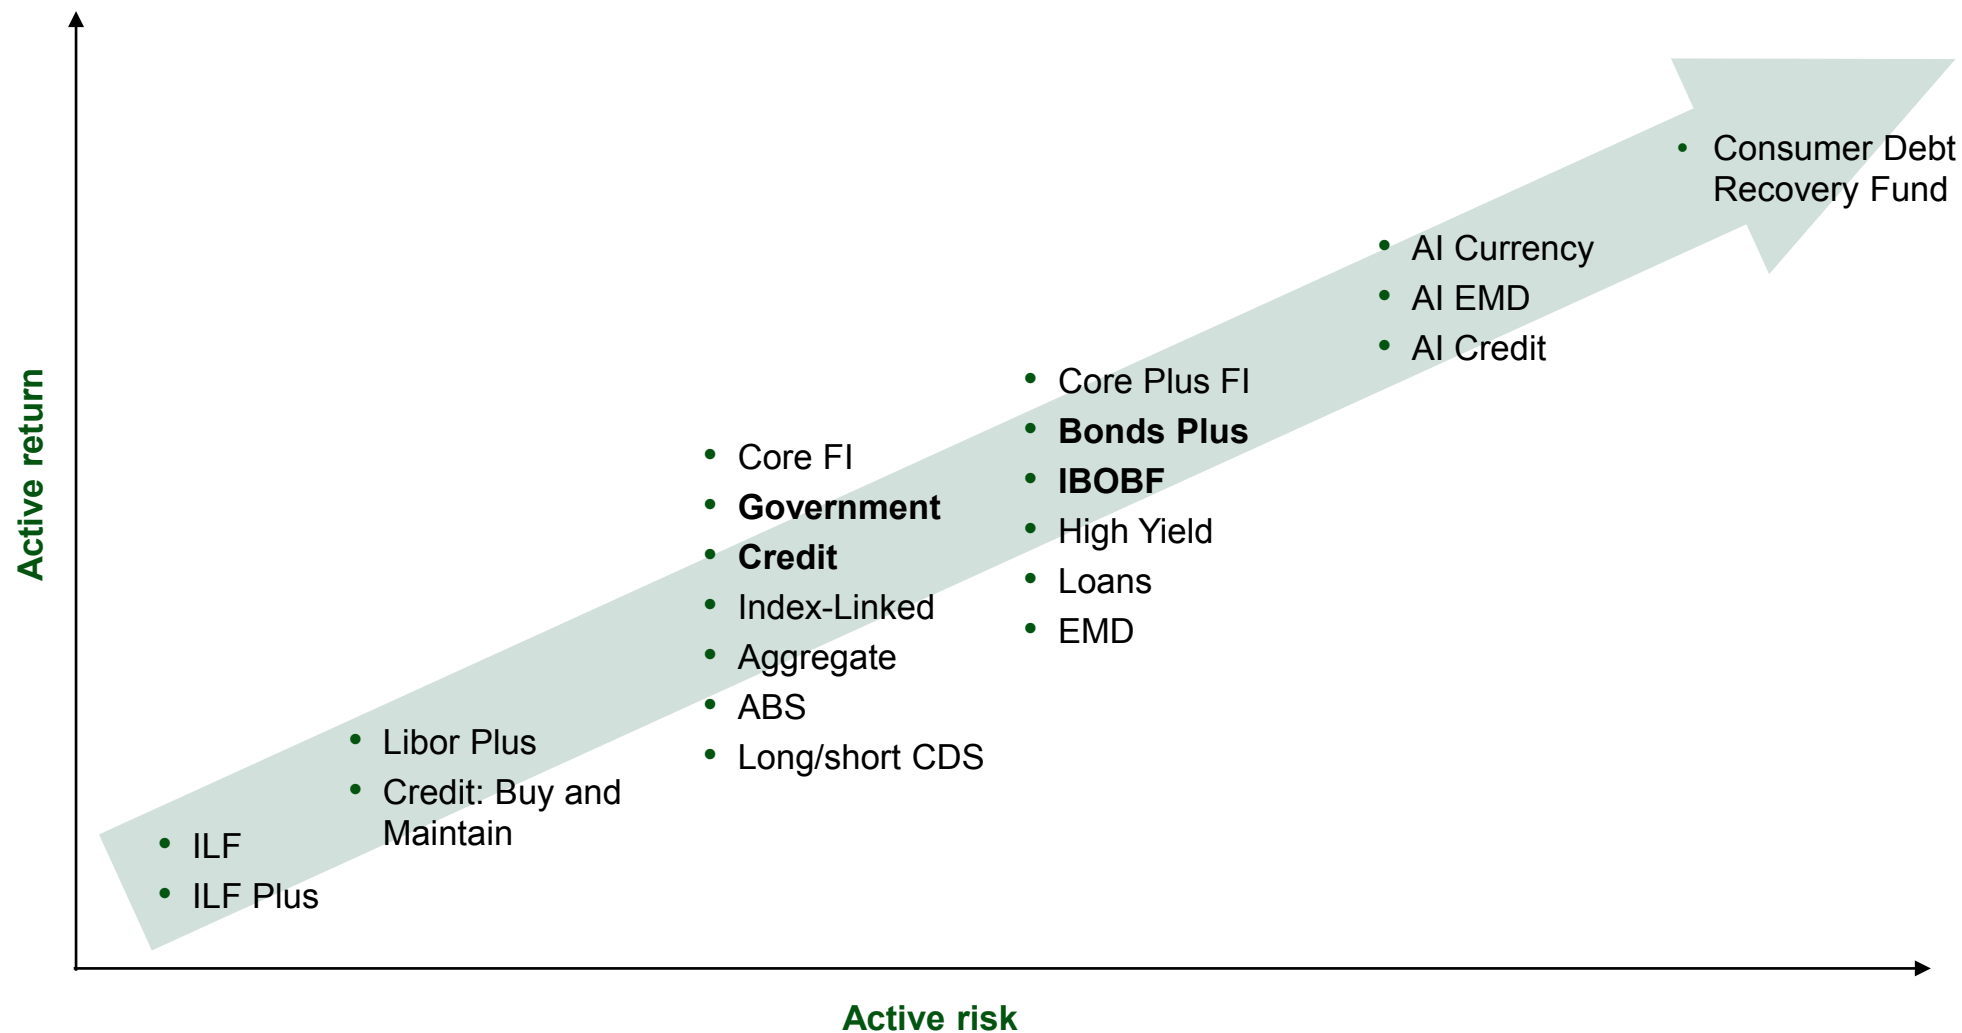 Active return
• ILF
• ILF Plus
• Libor Plus
• Credit: Buy and
Maintain
• Core FI
• Government
• Credit
• Index-Linked
• Aggregate
• ABS
• Long/short CDS
• Core Plus FI
• Bonds Plus
• IBOBF
• High Yield
• Loans
• EMD
• AI Currency
• AI EMD
• AI Credit
• Consumer Debt
Recovery Fund
Active risk